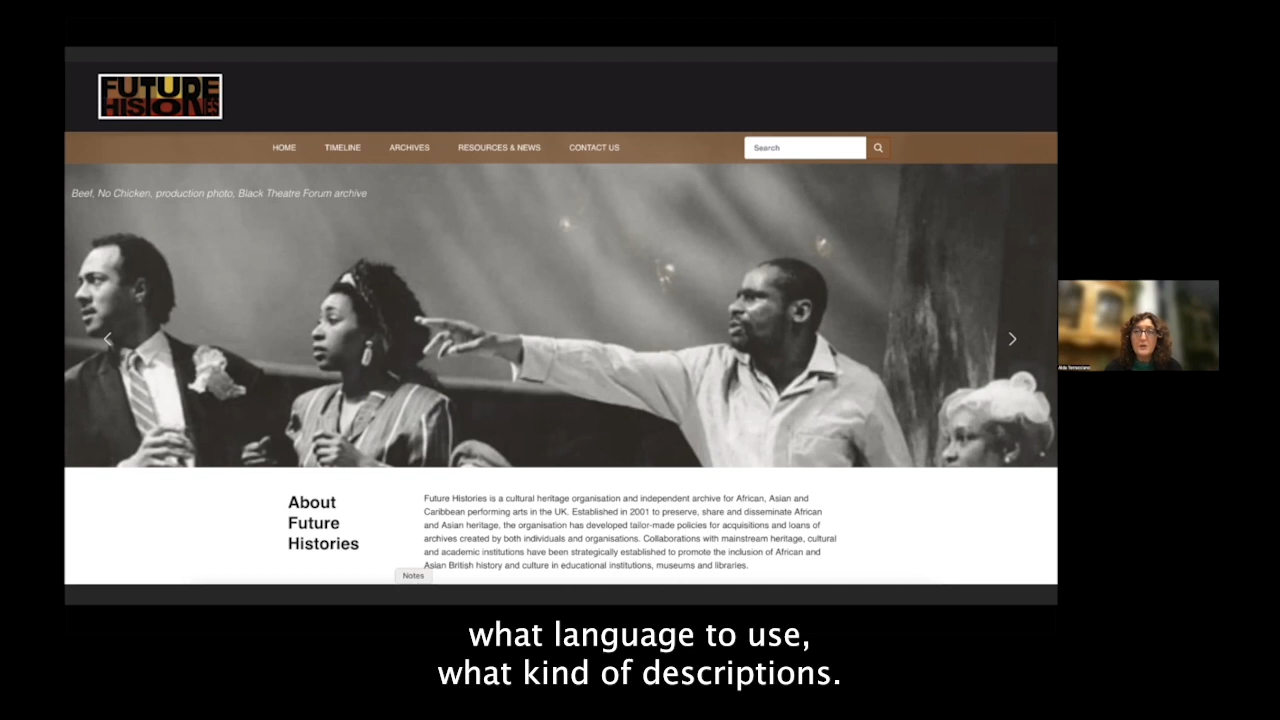 FUTURE
HISTORIES
HOME TIMELINE ARCHIVES RESOURCES & NEWS CONTACT US Search
Beef, No Chicken, production photo, Black Theatre Forum archive
About
Future
Histories
Future Histories is a cultural heritage organisation and independent archive for African, Asian and
Caribbean performing arts in the UK. Established in 2001 to preserve, share and disseminate African
and Asian heritage, the organisation has developed tailor-made policies for acquisitions and loans of
archives created by both individuals and organisations. Collaborations with mainstream heritage, cultural
and academic institutions have been strategically established to promote the inclusion of African and
Asian British history and culture in educational institutions, museums and libraries.
Notes
what language to use,
what kind of descriptions.